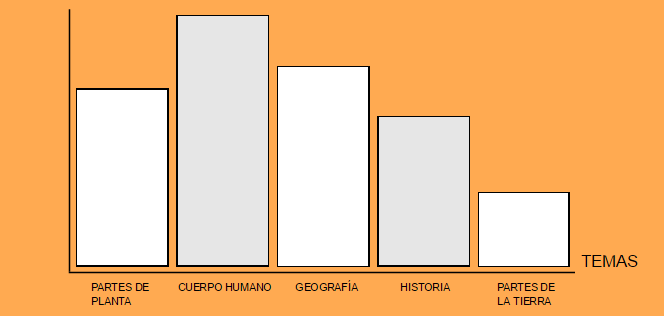 TEMAS
PARTES DE
PLANTA
CUERPO HUMANO
GEOGRAFÍA
HISTORIA
PARTES DE
LA TIERRA